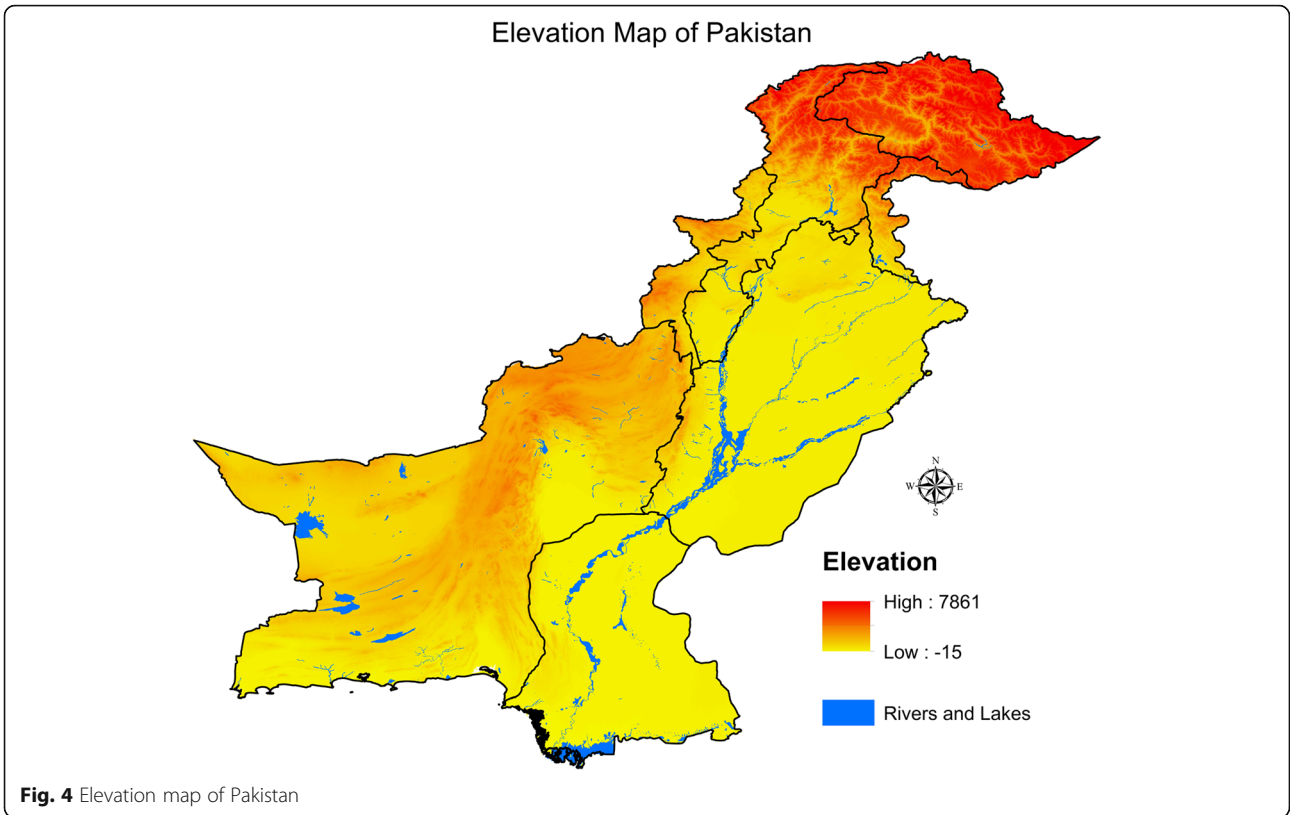 Elevation Map of Pakistan
N
W E
S
Elevation
High : 7861
Low : -15
Rivers and Lakes
Fig. 4 Elevation map of Pakistan